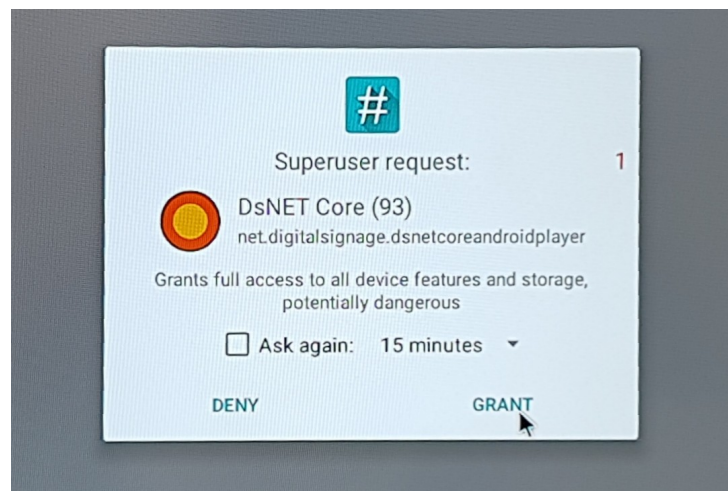 #
Superuser request:
1
DsNET Core (93)
net.digitalsignage.dsnetcoreandroidplayer
Grants full access to all device features and storage,
potentially dangerous
Ask again: 15 minutes
DENY GRANT